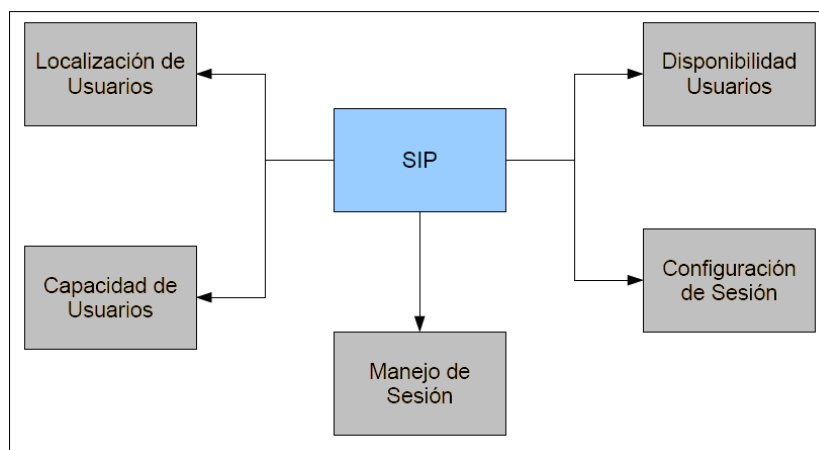 Localización de
Usuarios
Disponibilidad
Usuarios
SIP
Capacidad de
Usuarios
Configuración
de Sesión
Manejo de
Sesión